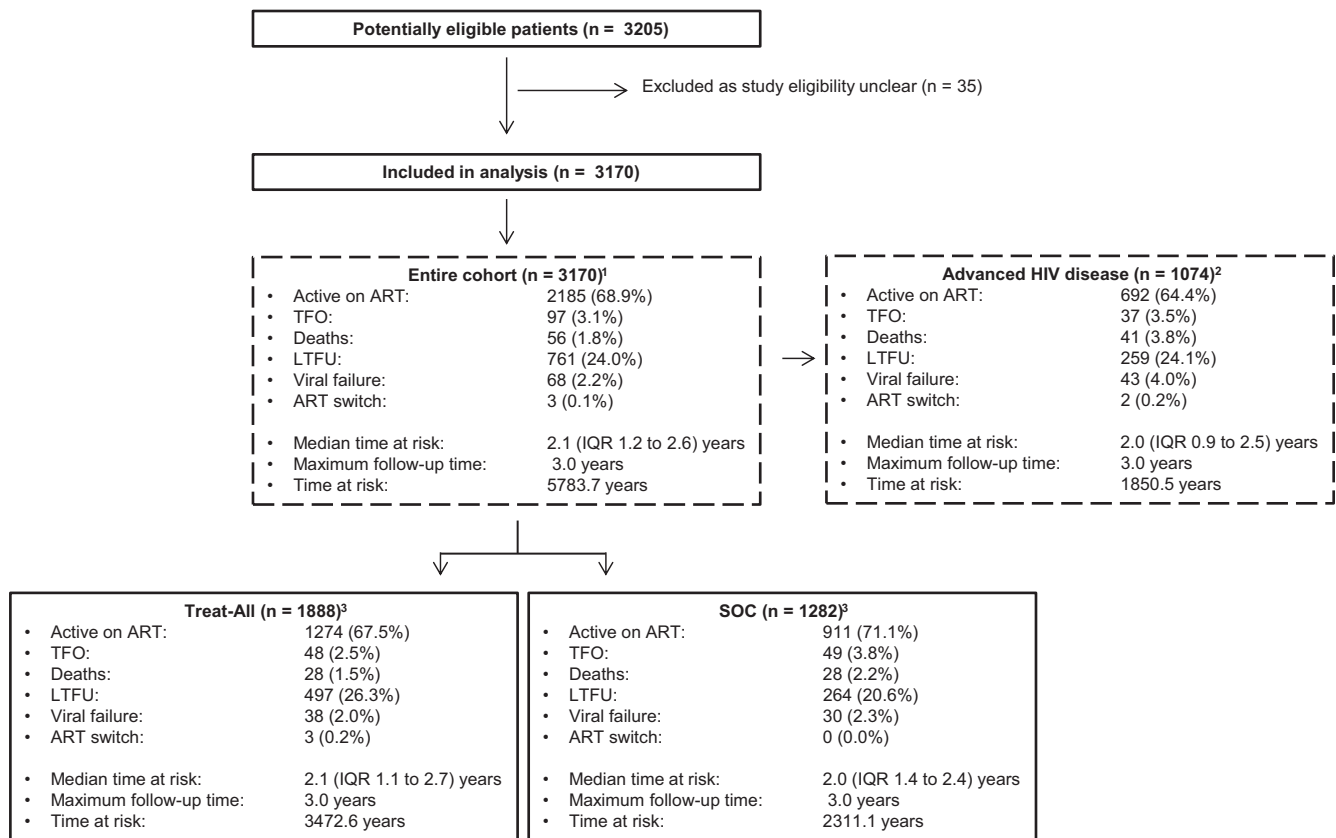 Potentially eligible patients (n = 3205)
Excluded as study eligibility unclear (n = 35)
Included in analysis (n = 3170)
Entire cohort (n = 3170)¹
• Active on ART: 2185 (68.9%)
• TFO: 97 (3.1%)
• Deaths: 56 (1.8%)
• LTFU: 761 (24.0%)
• Viral failure: 68 (2.2%)
• ART switch: 3 (0.1%)
• Median time at risk: 2.1 (IQR 1.2 to 2.6) years
• Maximum follow-up time: 3.0 years
• Time at risk: 5783.7 years
Advanced HIV disease (n = 1074)²
• Active on ART: 692 (64.4%)
• TFO: 37 (3.5%)
• Deaths: 41 (3.8%)
• LTFU: 259 (24.1%)
• Viral failure: 43 (4.0%)
• ART switch: 2 (0.2%)
• Median time at risk: 2.0 (IQR 0.9 to 2.5) years
• Maximum follow-up time: 3.0 years
• Time at risk: 1850.5 years
Treat-All (n = 1888)³
• Active on ART: 1274 (67.5%)
• TFO: 48 (2.5%)
• Deaths: 28 (1.5%)
• LTFU: 497 (26.3%)
• Viral failure: 38 (2.0%)
• ART switch: 3 (0.2%)
• Median time at risk: 2.1 (IQR 1.1 to 2.7) years
• Maximum follow-up time: 3.0 years
• Time at risk: 3472.6 years
SOC (n = 1282)³
• Active on ART: 911 (71.1%)
• TFO: 49 (3.8%)
• Deaths: 28 (2.2%)
• LTFU: 264 (20.6%)
• Viral failure: 30 (2.3%)
• ART switch: 0 (0.0%)
• Median time at risk: 2.0 (IQR 1.4 to 2.4) years
• Maximum follow-up time: 3.0 years
• Time at risk: 2311.1 years